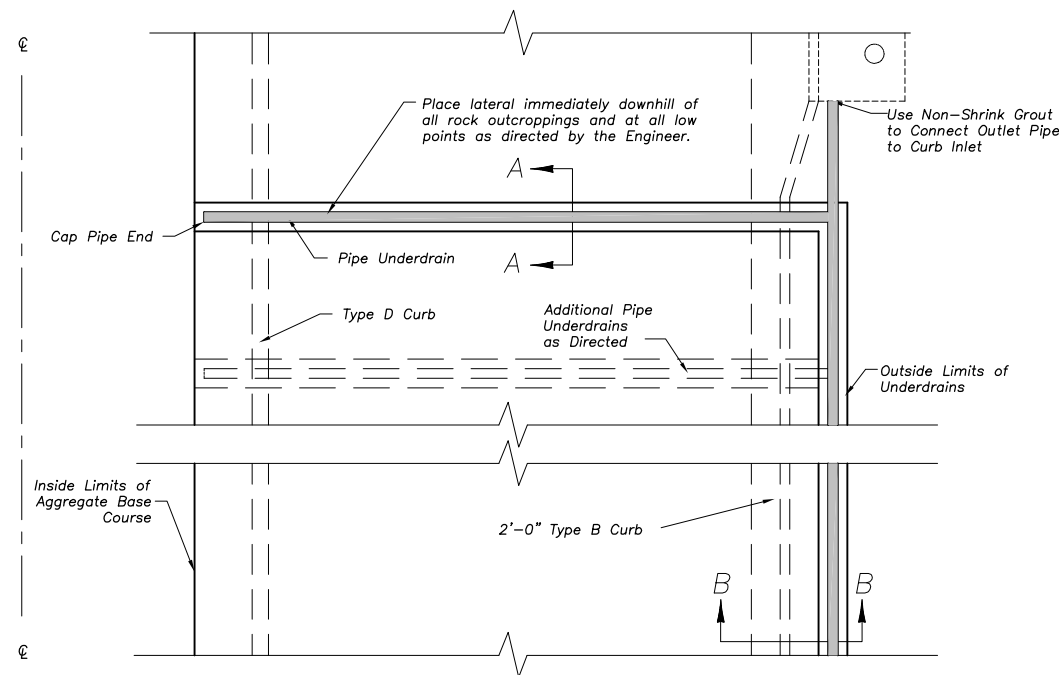 ℄
Place lateral immediately downhill of
all rock outcroppings and at all low
points as directed by the Engineer.
Use Non-Shrink Grout
to Connect Outlet Pipe
to Curb Inlet
A
Cap Pipe End
Pipe Underdrain
A
Type D Curb
Additional Pipe
Underdrains
as Directed
Outside Limits of
Underdrains
Inside Limits of
Aggregate Base
Course
2'-0" Type B Curb
B
B
℄